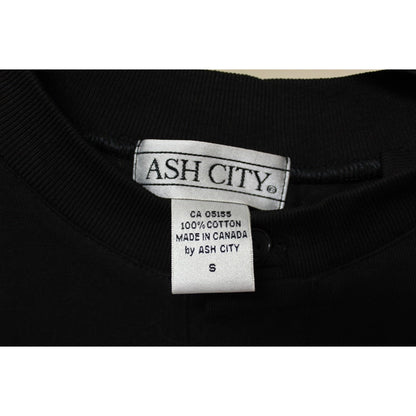 ASH CITY®
CA 05155
100% COTTON
MADE IN CANADA
by ASH CITY
S